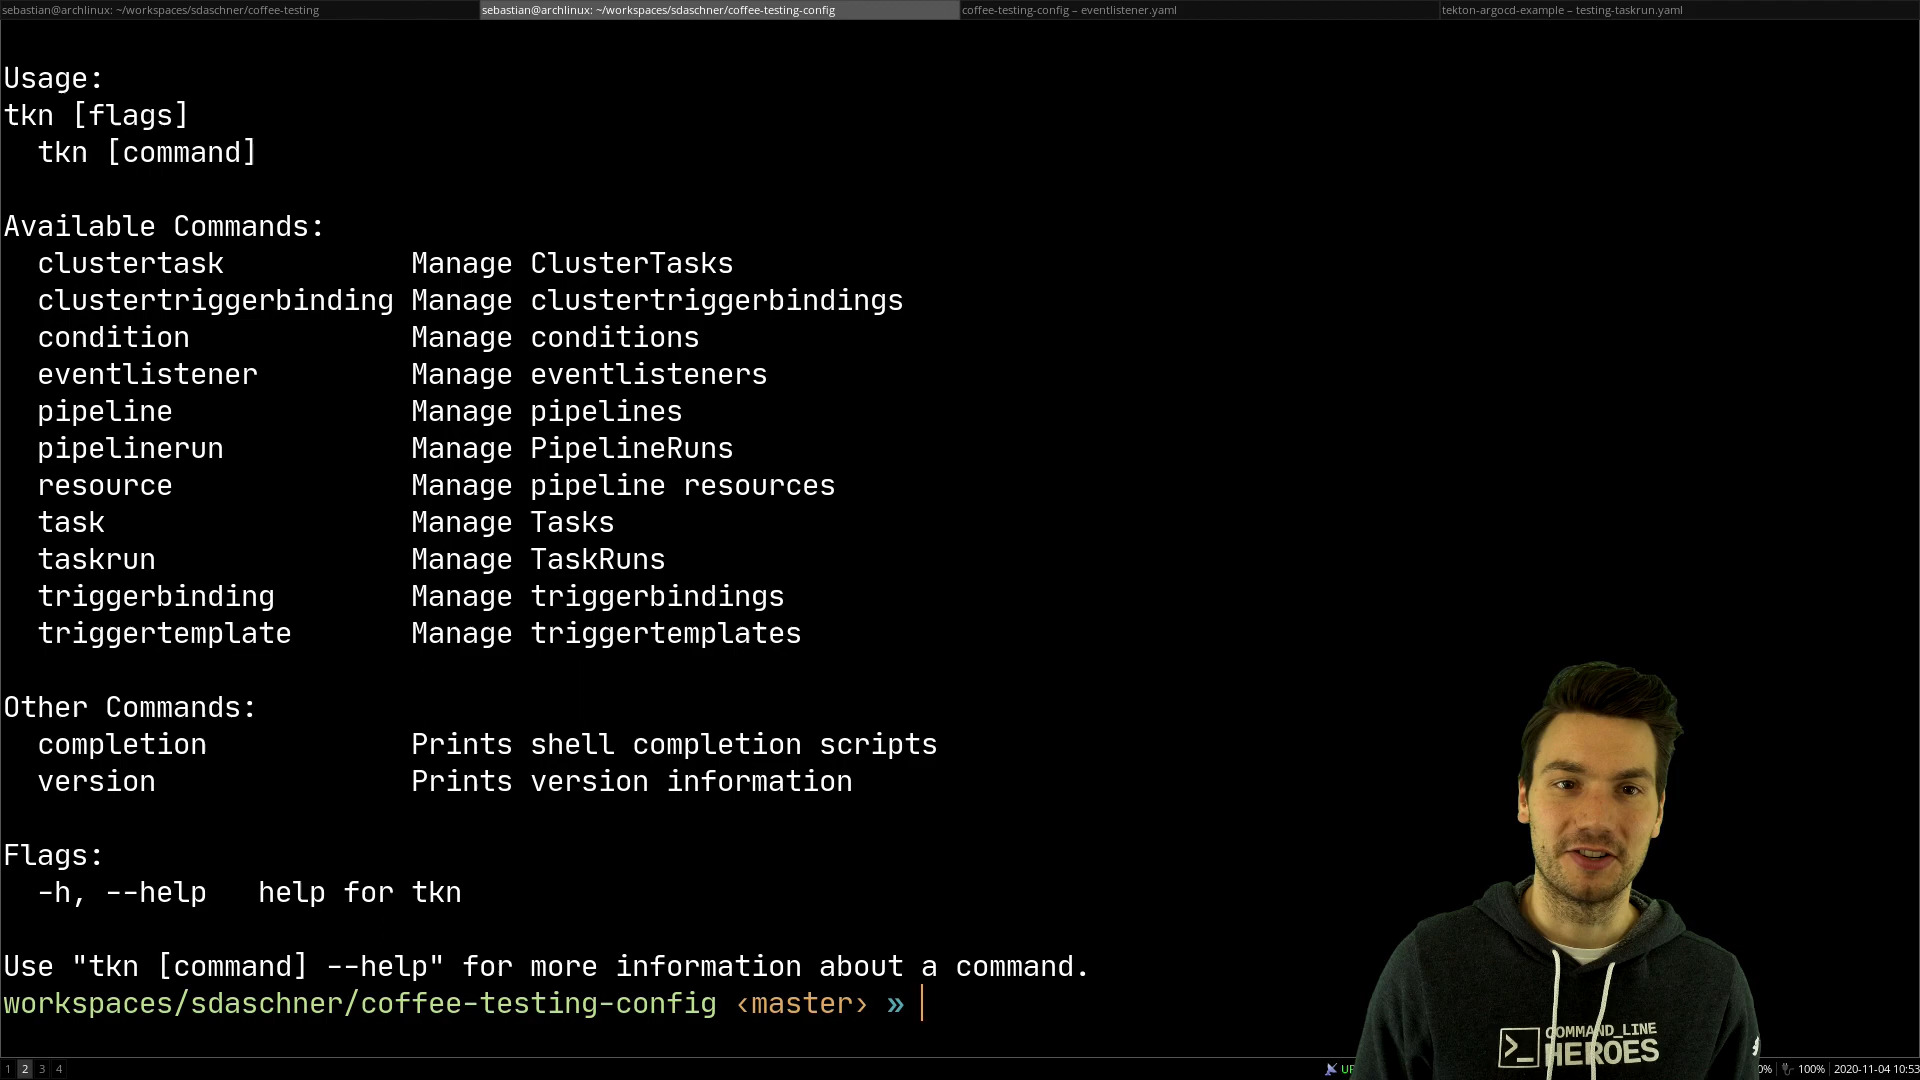 sebastian@archlinux: ~/workspaces/sdaschner/coffee-testing
sebastian@archlinux: ~/workspaces/sdaschner/coffee-testing-config
coffee-testing-config – eventlistener.yaml
tekton-argocd-example – testing-taskrun.yaml
Usage:
tkn [flags]
tkn [command]
Available Commands:
clustertask Manage ClusterTasks
clustertriggerbinding Manage clustertriggerbindings
condition Manage conditions
eventlistener Manage eventlisteners
pipeline Manage pipelines
pipelinerun Manage PipelineRuns
resource Manage pipeline resources
task Manage Tasks
taskrun Manage TaskRuns
triggerbinding Manage triggerbindings
triggertemplate Manage triggertemplates
Other Commands:
completion Prints shell completion scripts
version Prints version information
Flags:
-h, --help help for tkn
Use "tkn [command] --help" for more information about a command.
workspaces/sdaschner/coffee-testing-config ‹master› »
>_ COMMAND_LINE
HEROES
1 2 3 4
0% 100% 2020-11-04 10:53